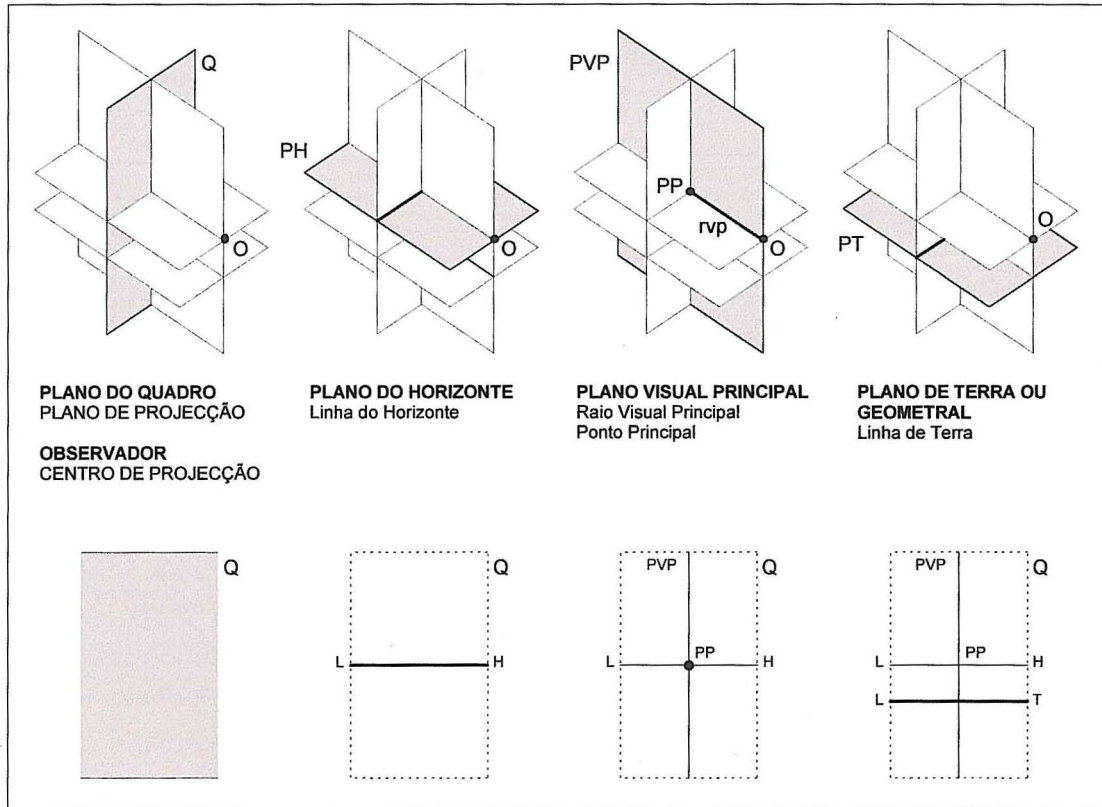 Q
O
PH
O
PVP
PP
rvp
O
PT
O
PLANO DO QUADRO
PLANO DE PROJECÇÃO
OBSERVADOR
CENTRO DE PROJECÇÃO
PLANO DO HORIZONTE
Linha do Horizonte
PLANO VISUAL PRINCIPAL
Raio Visual Principal
Ponto Principal
PLANO DE TERRA OU
GEOMETRAL
Linha de Terra
Q
Q
L H
PVP Q
PP
L H
PVP Q
PP
L H
L T